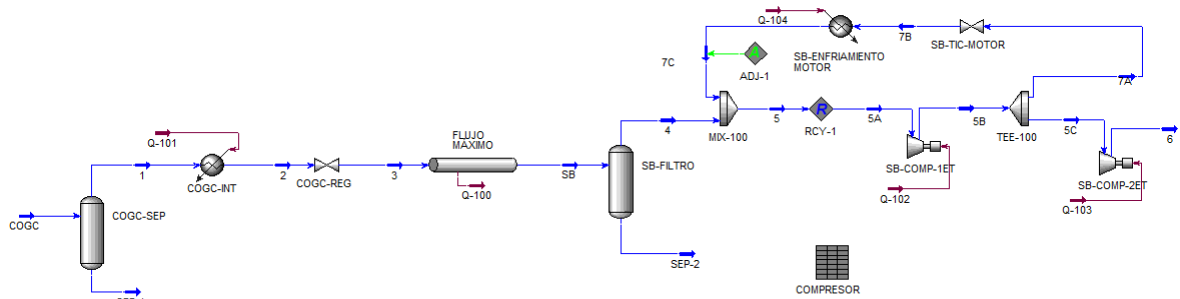 Q-104
SB-ENFRIAMIENTO
MOTOR
7B
SB-TIC-MOTOR
7C
A
ADJ-1
7A
4
MIX-100
5
R
RCY-1
5A
5B
TEE-100
5C
6
SB-COMP-1ET
SB-COMP-2ET
Q-102
Q-103
Q-101
1
COGC-INT
2
COGC-REG
3
FLUJO
MÁXIMO
Q-100
SB
SB-FILTRO
SEP-2
COGC
COGC-SEP
COMPRESOR